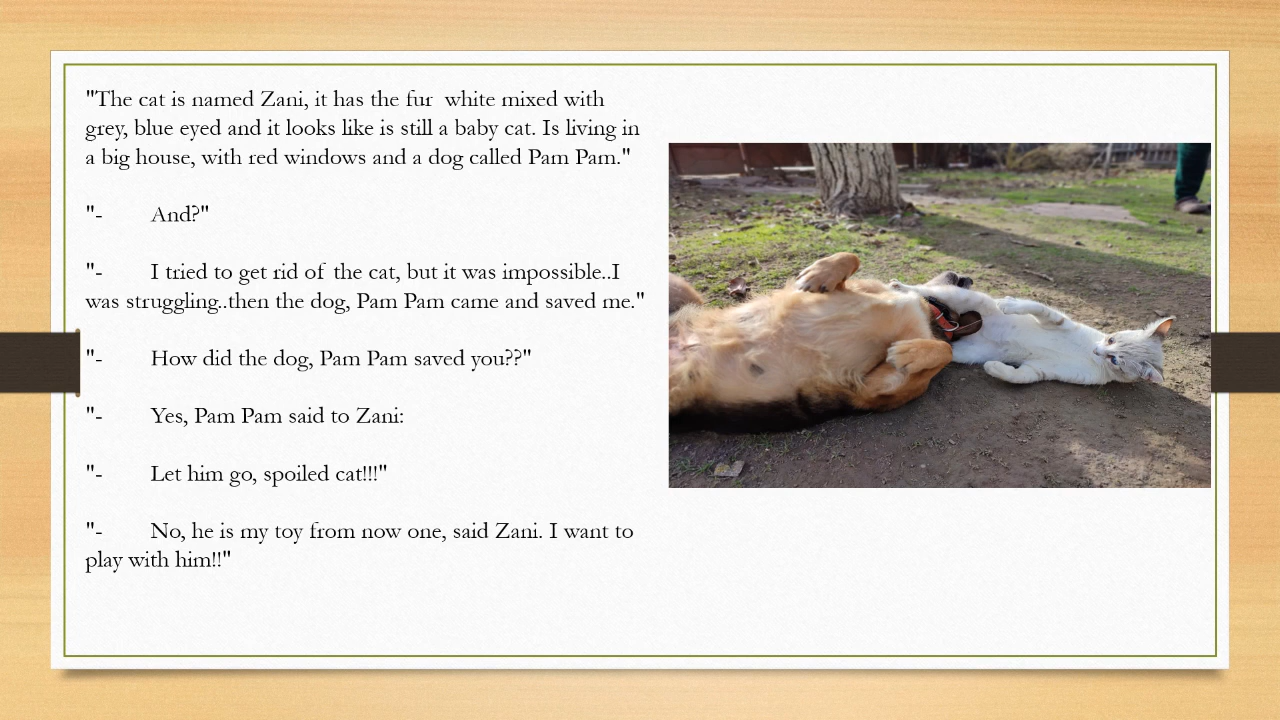 "The cat is named Zani, it has the fur  white mixed with
grey, blue eyed and it looks like is still a baby cat. Is living in
a big house, with red windows and a dog called Pam Pam."
"- And?"
"- I tried to get rid of the cat, but it was impossible..I
was struggling..then the dog, Pam Pam came and saved me."
"- How did the dog, Pam Pam saved you??"
"- Yes, Pam Pam said to Zani:
"- Let him go, spoiled cat!!!"
"- No, he is my toy from now one, said Zani. I want to
play with him!!"